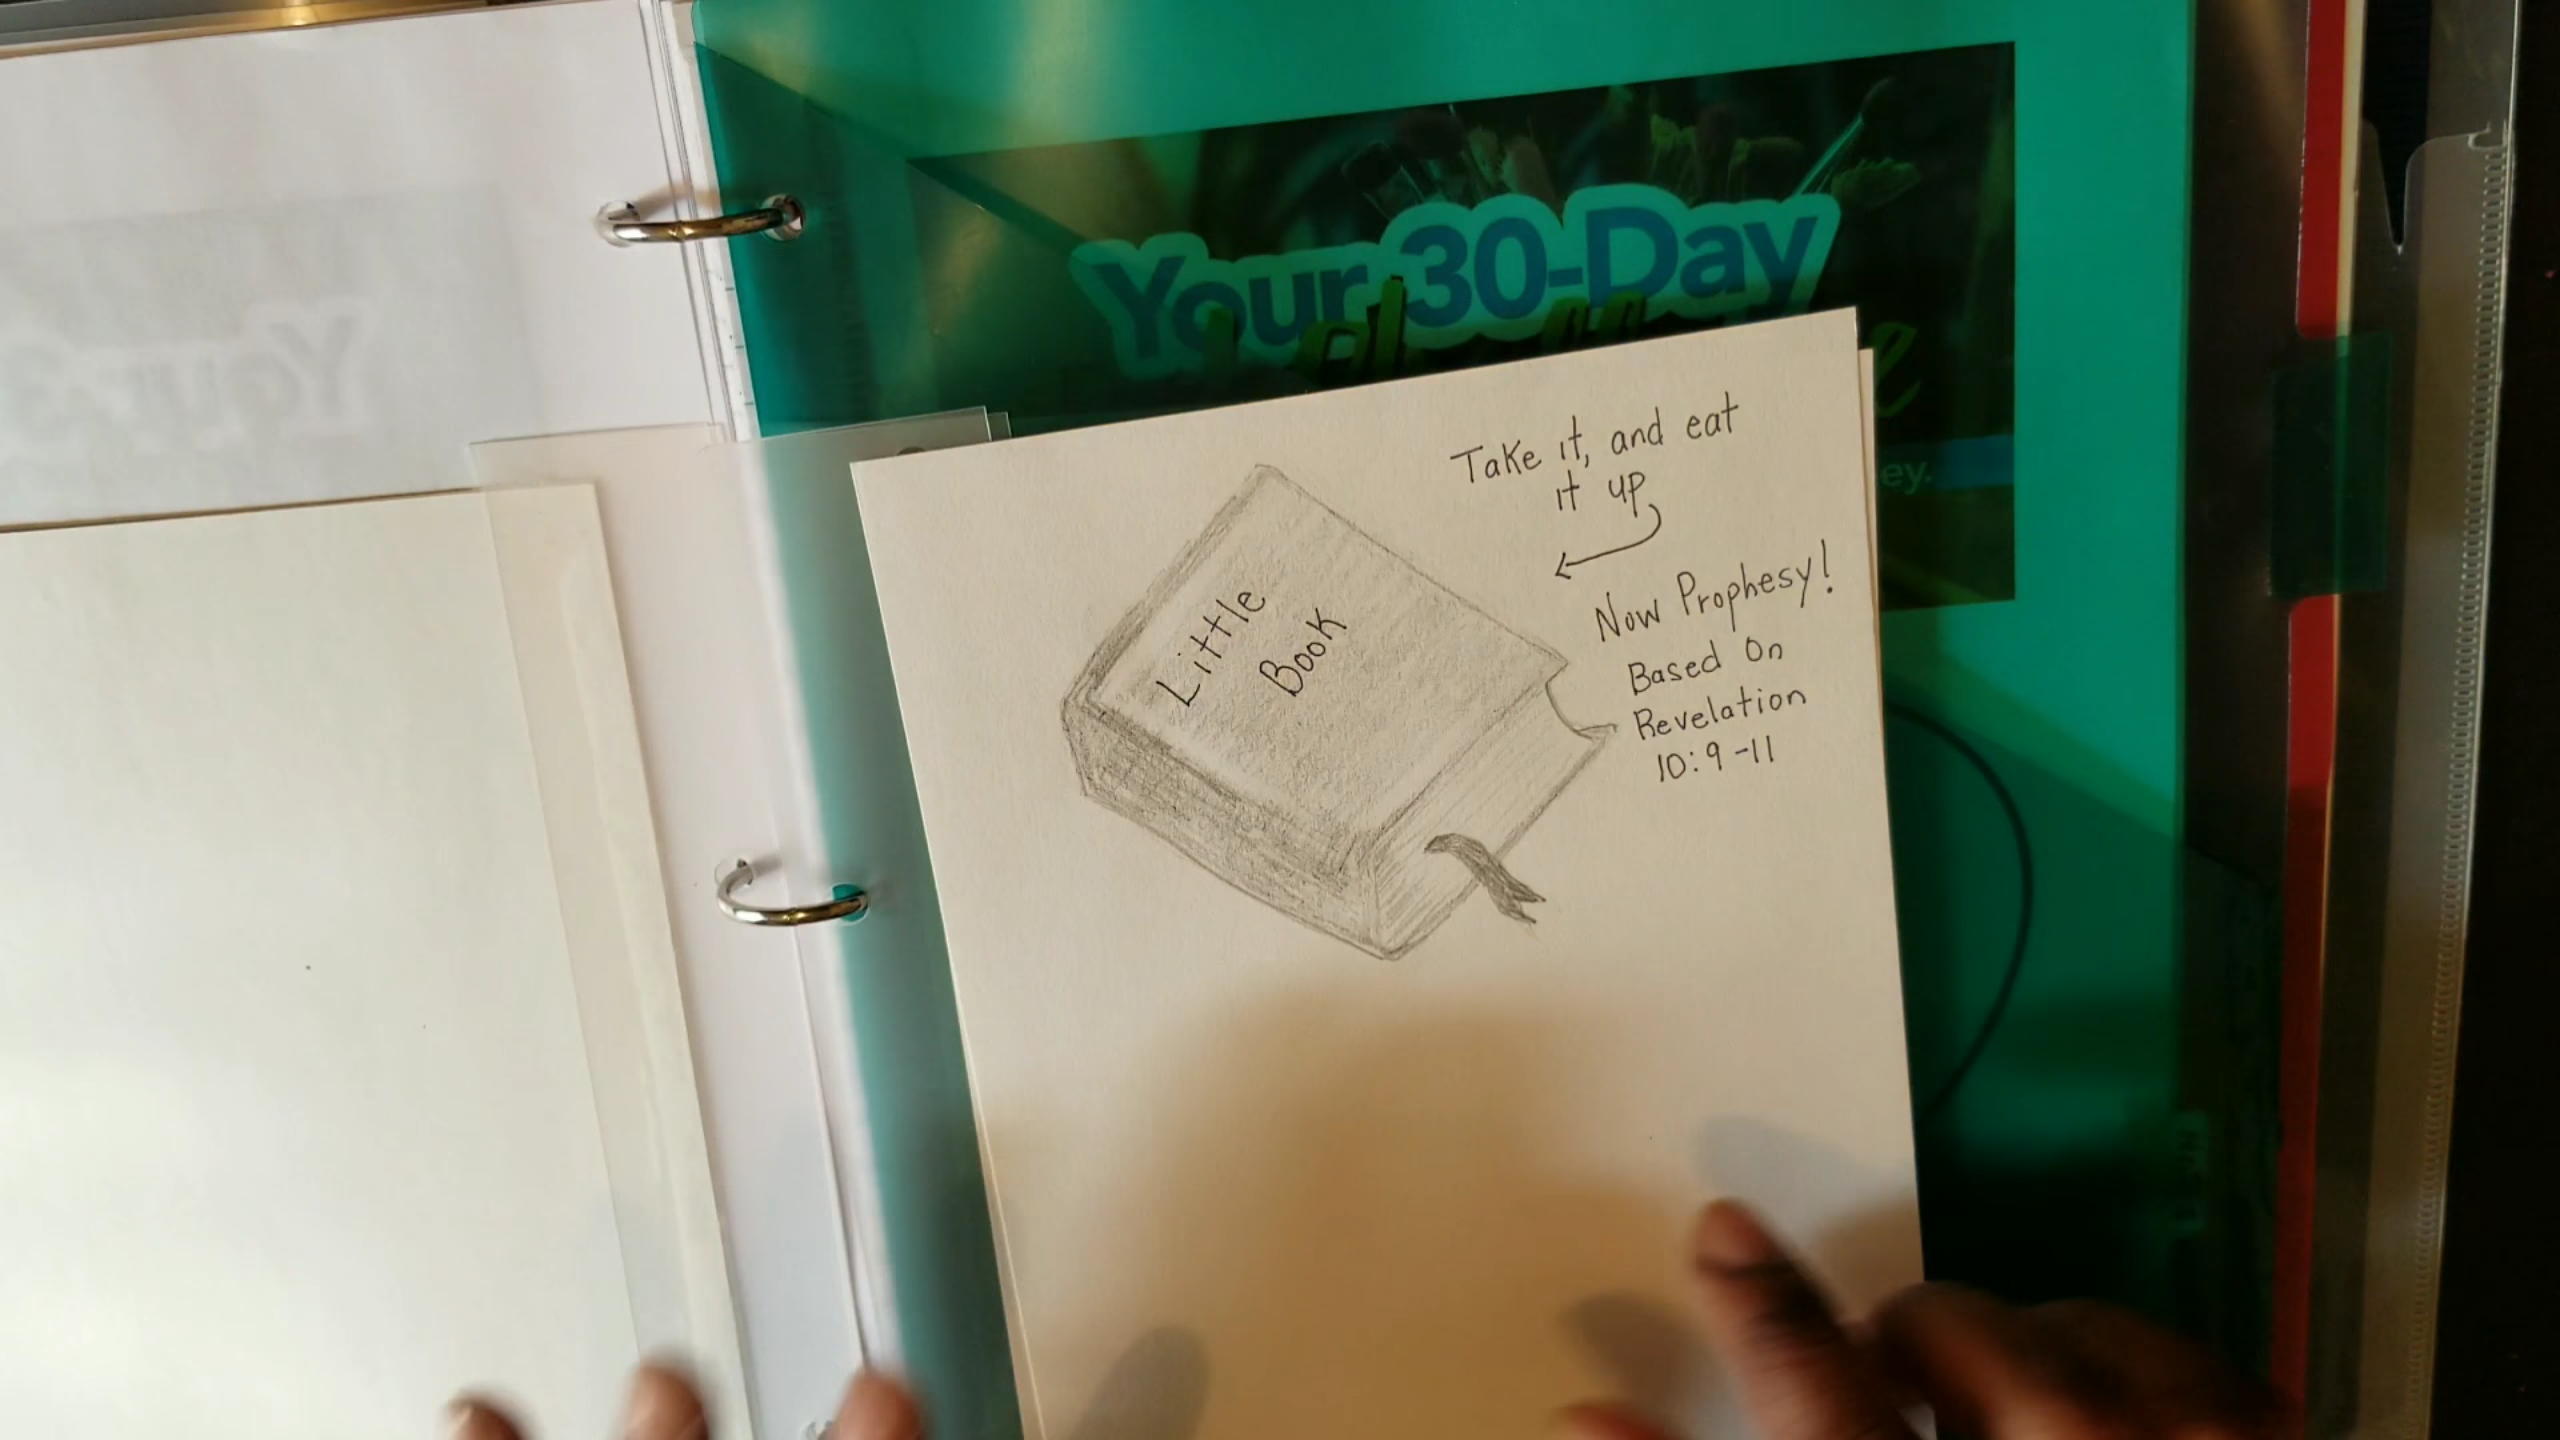 Your 30-Day
ey.
Take it, and eat
it up
Now Prophesy!
Based On
Revelation
10:9-11
Little
Book